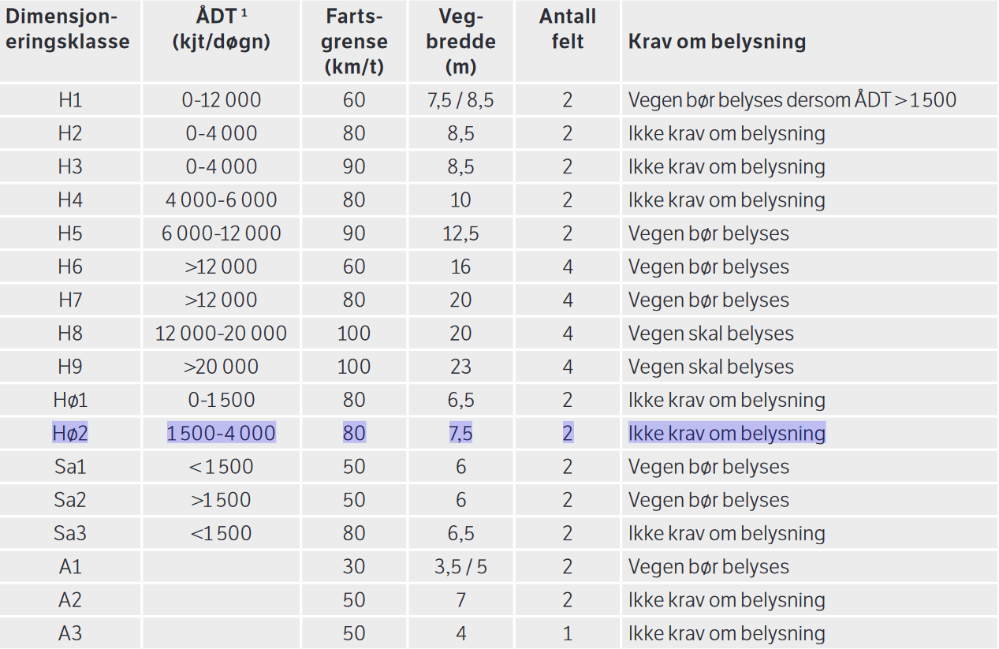 Dimensjon-eringsklasse ÅDT ¹ (kjt/døgn) Farts-grense (km/t) Veg-bredde (m) Antall felt Krav om belysning
H1 0-12 000 60 7,5 / 8,5 2 Vegen bør belyses dersom ÅDT > 1 500
H2 0-4 000 80 8,5 2 Ikke krav om belysning
H3 0-4 000 90 8,5 2 Ikke krav om belysning
H4 4 000-6 000 80 10 2 Ikke krav om belysning
H5 6 000-12 000 90 12,5 2 Vegen bør belyses
H6 >12 000 60 16 4 Vegen bør belyses
H7 >12 000 80 20 4 Vegen bør belyses
H8 12 000-20 000 100 20 4 Vegen skal belyses
H9 >20 000 100 23 4 Vegen skal belyses
Hø1 0-1 500 80 6,5 2 Ikke krav om belysning
Hø2 1 500-4 000 80 7,5 2 Ikke krav om belysning
Sa1 < 1 500 50 6 2 Vegen bør belyses
Sa2 >1 500 50 6 2 Vegen bør belyses
Sa3 <1 500 80 6,5 2 Ikke krav om belysning
A1 30 3,5 / 5 2 Vegen bør belyses
A2 50 7 2 Ikke krav om belysning
A3 50 4 1 Ikke krav om belysning